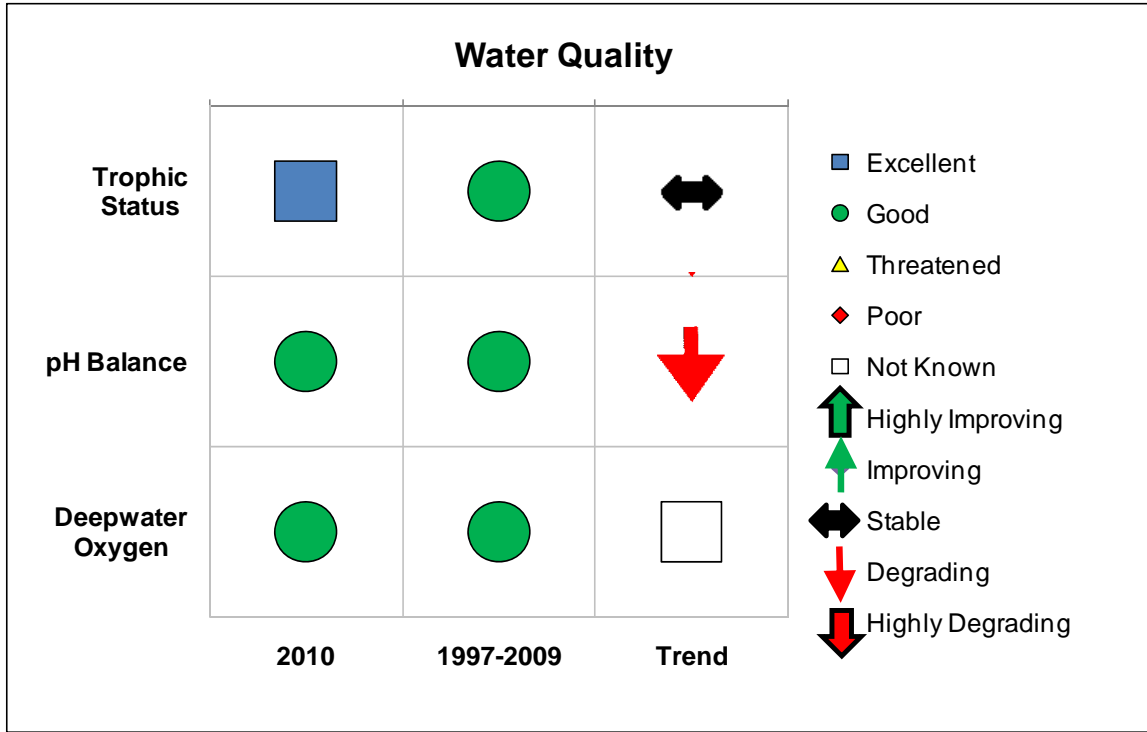 Water Quality
Trophic
Status
pH Balance
Deepwater
Oxygen
2010
1997-2009
Trend
Excellent
Good
Threatened
Poor
Not Known
Highly Improving
Improving
Stable
Degrading
Highly Degrading